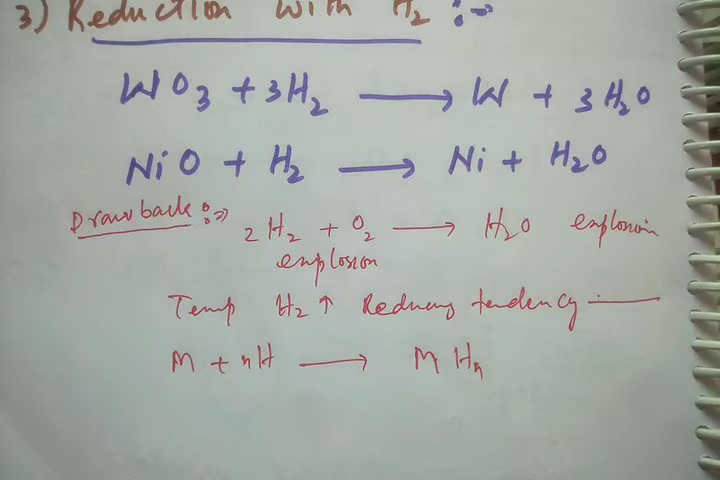 3) Reduction with H2 :-
WO3 + 3H2 → W + 3H2O
NiO + H2 → Ni + H2O
Drawback :⇒ 2H2 + O2 → H2O explosion
explosion
Temp H2 ↑ Reducing tendency :—
M + nH → M Hn